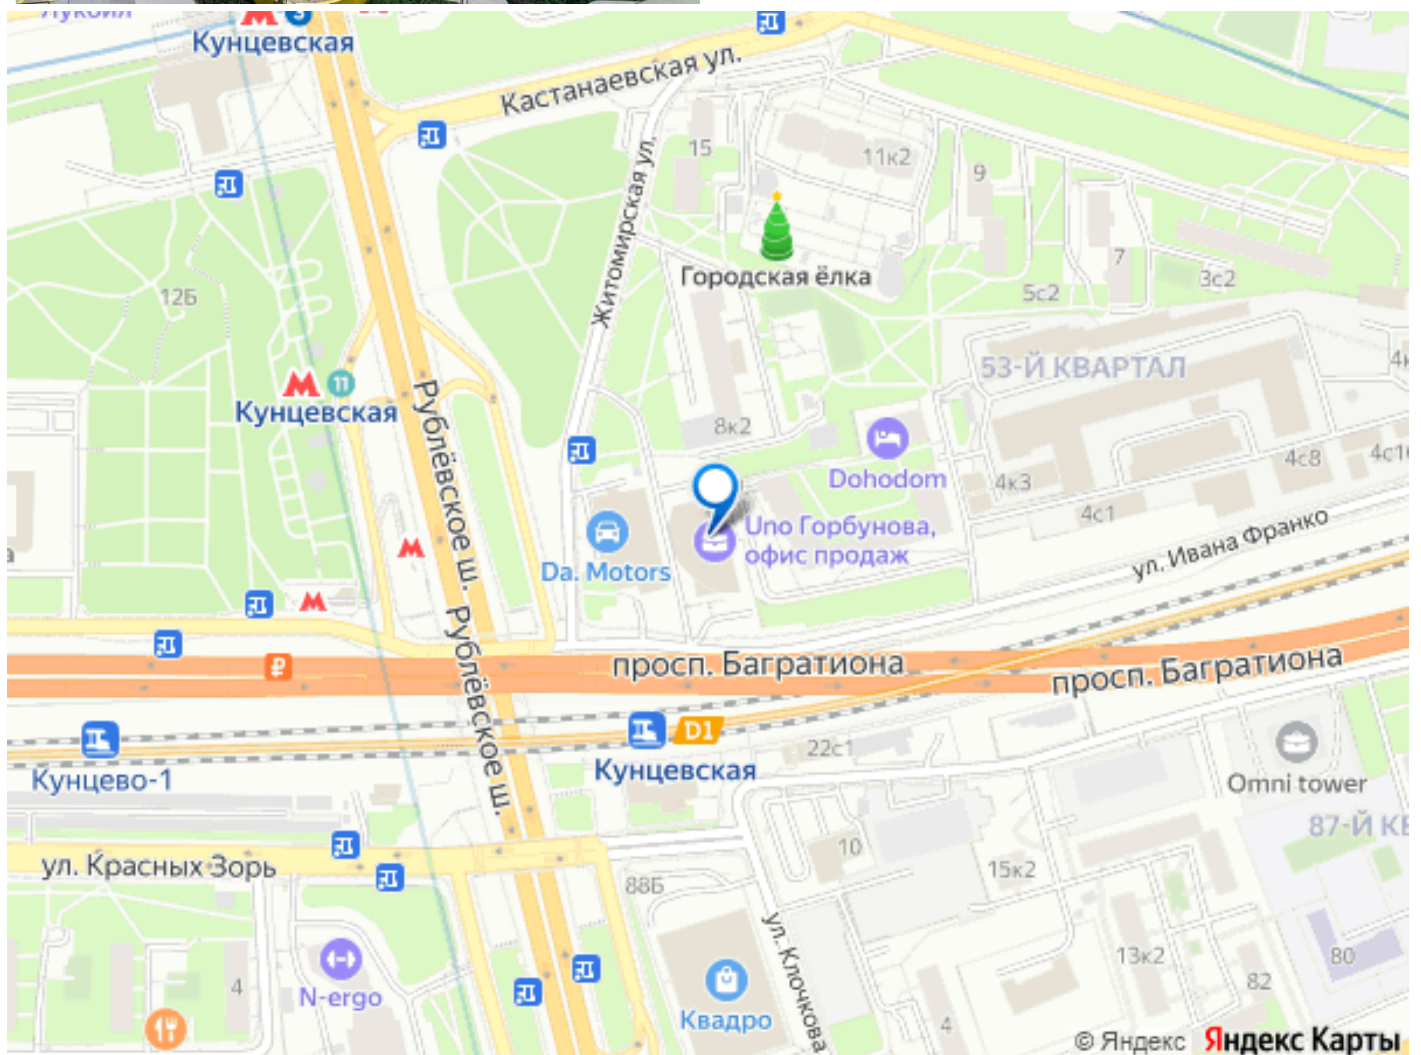 Лукойл
М 3
Кунцевская
Кастанаевская ул.
15
11к2
9
Житомирская ул.
Городская ёлка
7
3с2
5с2
12Б
53-Й КВАРТАЛ
М 11
Кунцевская
Рублёвское ш.
8к2
Dohodom
4к3
4с8
4с1
Uno Горбунова,
офис продаж
Da. Motors
ул. Ивана Франко
М
М
Рублёвское ш.
₽
просп. Багратиона
просп. Багратиона
D1
Кунцевская
22с1
Кунцево-1
Omni tower
ул. Красных Зорь
10
15к2
88Б
ул. Клочкова
13к2
80
82
4
N-ergo
Квадро
4
© Яндекс Яндекс Карты